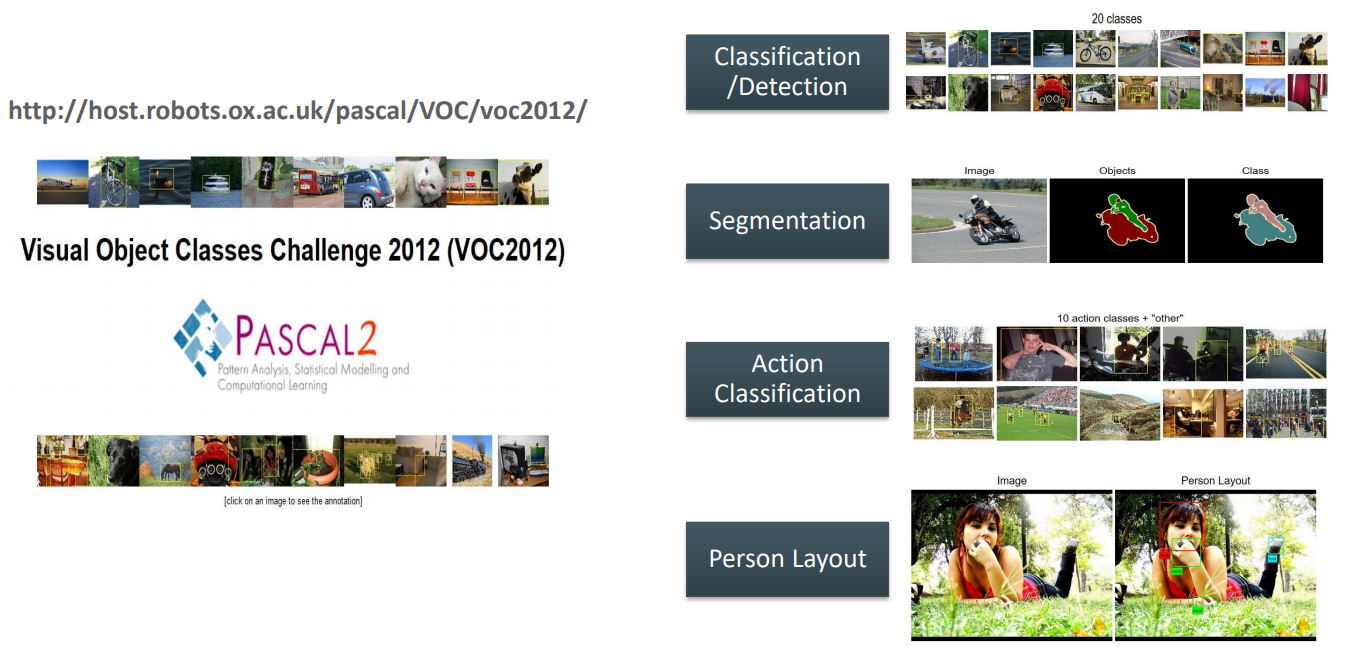 http://host.robots.ox.ac.uk/pascal/VOC/voc2012/
Visual Object Classes Challenge 2012 (VOC2012)
PASCAL2
Pattern Analysis, Statistical Modelling and
Computational Learning
[click on an image to see the annotation]
Classification
/Detection
20 classes
Segmentation
Image Objects Class
Action
Classification
10 action classes + "other"
Person Layout
Image Person Layout